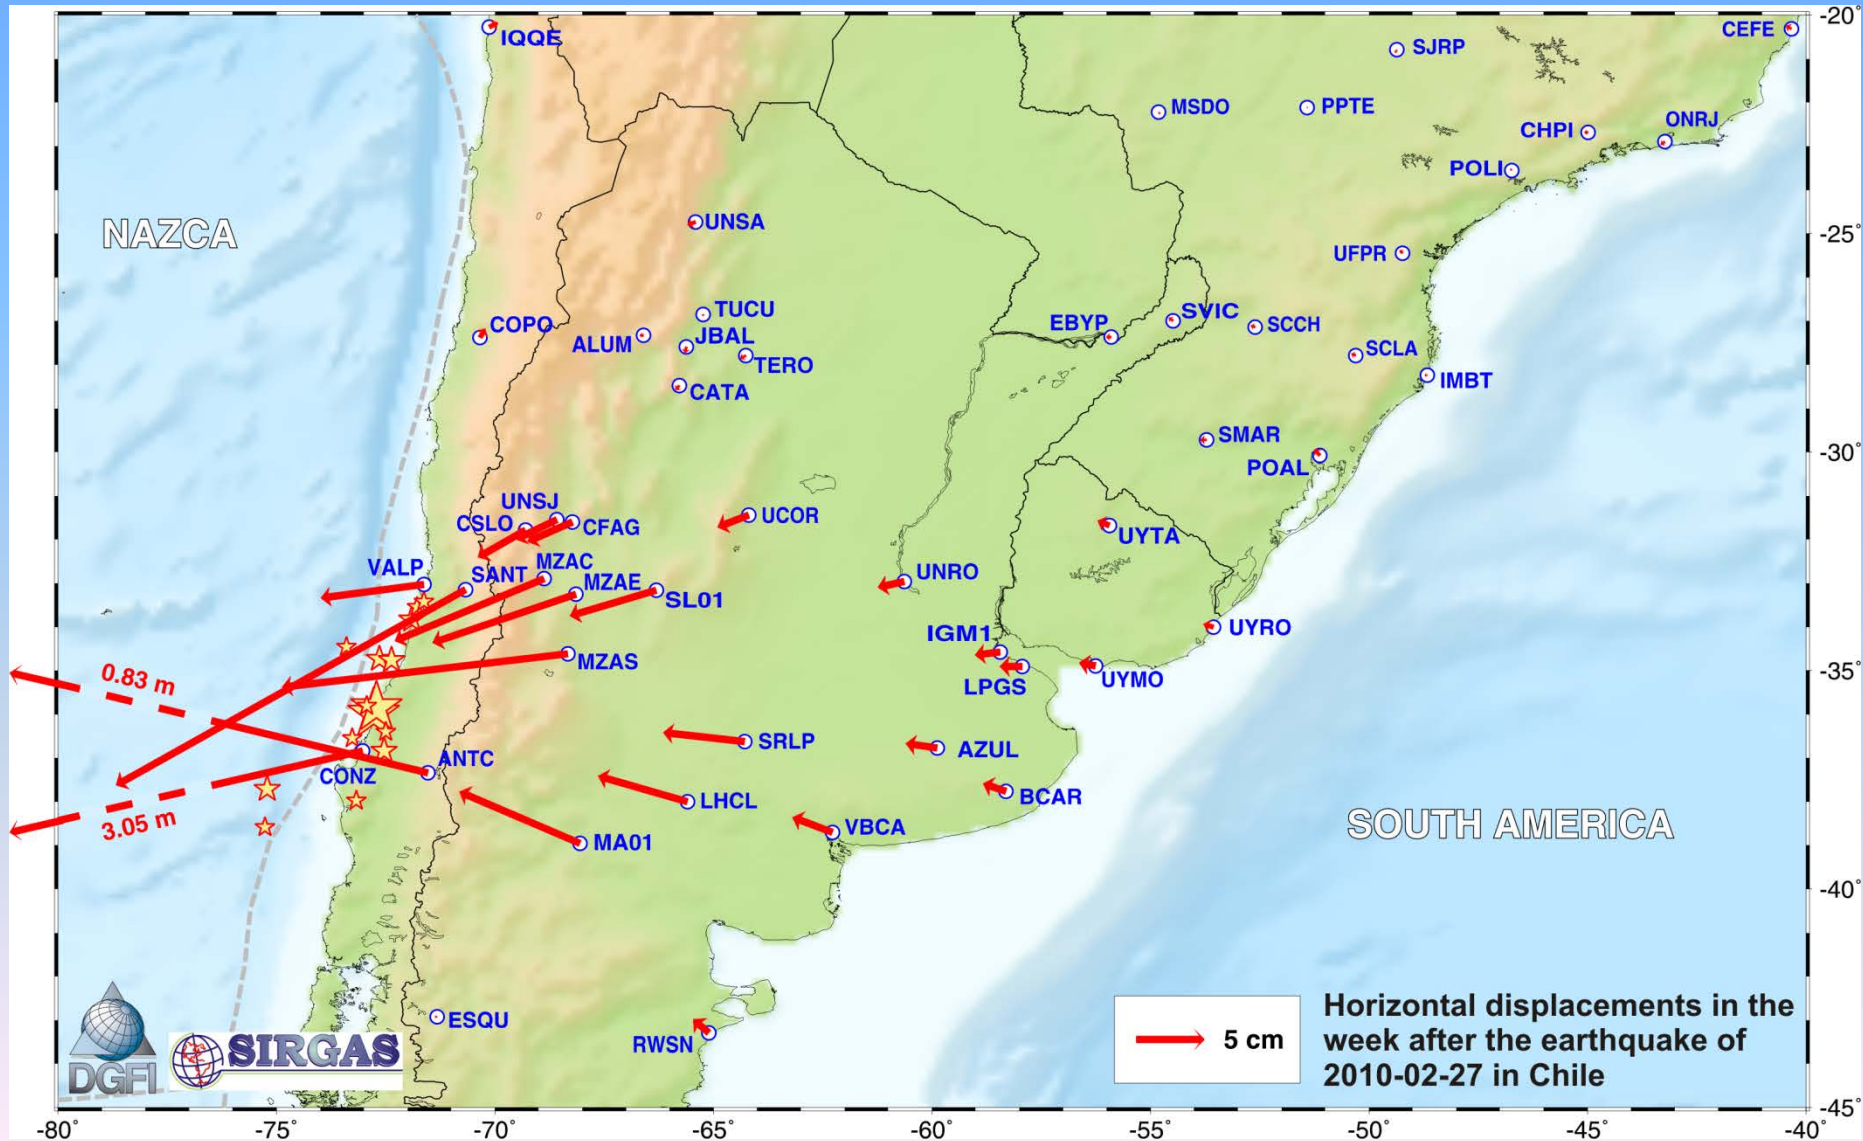 -20°
IQQE
CEFE
SJRP
MSDO
PPTE
ONRJ
CHPI
POLI
NAZCA
UNSA
-25°
UFPR
TUCU
COPO
SVIC
EBYP
SCCH
JBAL
ALUM
SCLA
TERO
IMBT
CATA
SMAR
-30°
POAL
UNSJ
CSLO
CFAG
UCOR
UYTA
MZAC
VALP
SANT
MZAE
UNRO
SL01
UYRO
IGM1
MZAS
-35°
0.83 m
LPGS
UYMO
SRLP
AZUL
ANTC
CONZ
LHCL
BCAR
3.05 m
VBCA
SOUTH AMERICA
MA01
-40°
ESQU
RWSN
DGFI
SIRGAS
5 cm
Horizontal displacements in the
week after the earthquake of
2010-02-27 in Chile
-45°
-80°
-75°
-70°
-65°
-60°
-55°
-50°
-45°
-40°